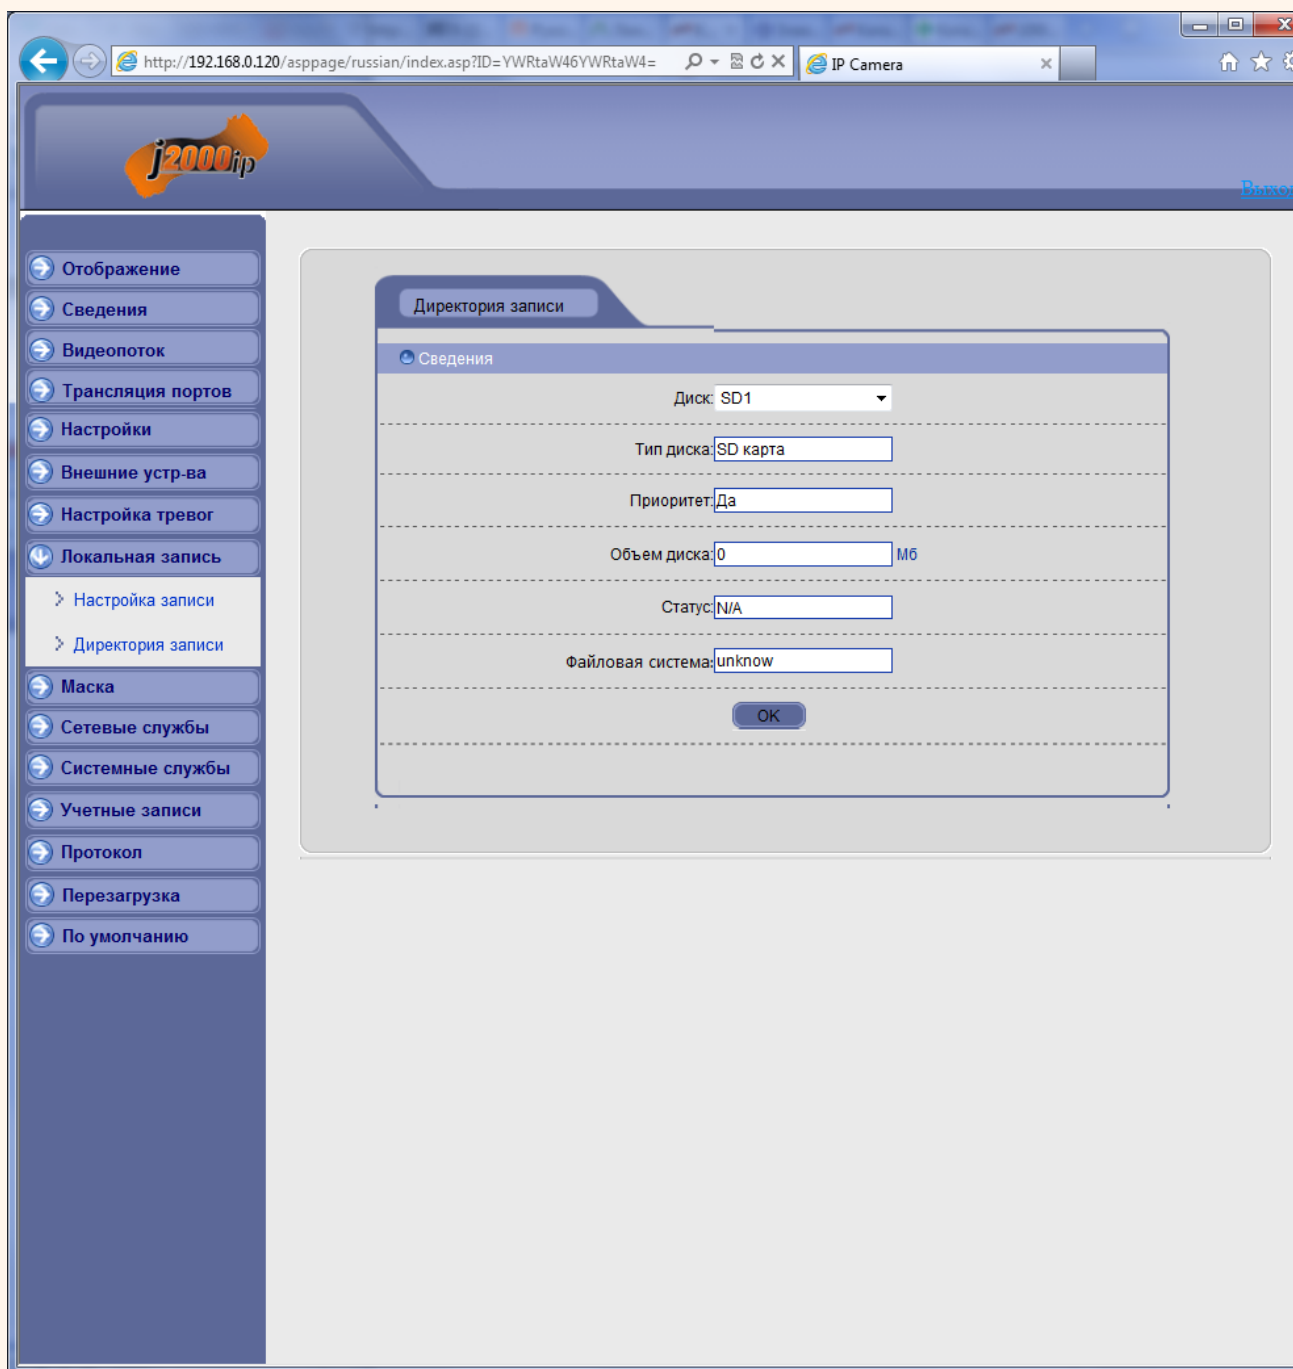 http://192.168.0.120/asppage/russian/index.asp?ID=YWRtaW46YWRtaW4=
IP Camera
j2000ip
Отображение
Сведения
Видеопоток
Трансляция портов
Настройки
Внешние устр-ва
Настройка тревог
Локальная запись
Настройка записи
Директория записи
Маска
Сетевые службы
Системные службы
Учетные записи
Протокол
Перезагрузка
По умолчанию
Директория записи
Сведения
Диск: SD1
Тип диска: SD карта
Приоритет: Да
Объем диска: 0 Мб
Статус: N/A
Файловая система: unknow
OK